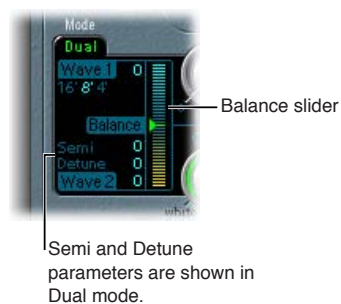 Mode
Dual
Wave 1 0
16' 8' 4'
Balance
Balance slider
Semi 0
Detune 0
Wave 2 0
Semi and Detune
parameters are shown in
Dual mode.